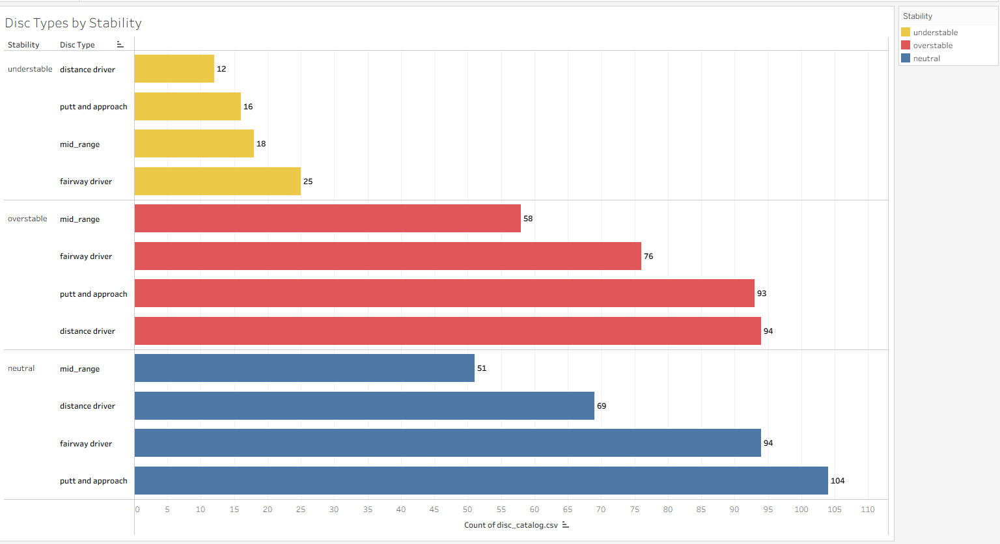 Disc Types by Stability
Stability Disc Type
understable distance driver 12
putt and approach 16
mid_range 18
fairway driver 25
overstable mid_range 58
fairway driver 76
putt and approach 93
distance driver 94
neutral mid_range 51
distance driver 69
fairway driver 94
putt and approach 104
0 5 10 15 20 25 30 35 40 45 50 55 60 65 70 75 80 85 90 95 100 105 110
Count of disc_catalog.csv
Stability
understable
overstable
neutral